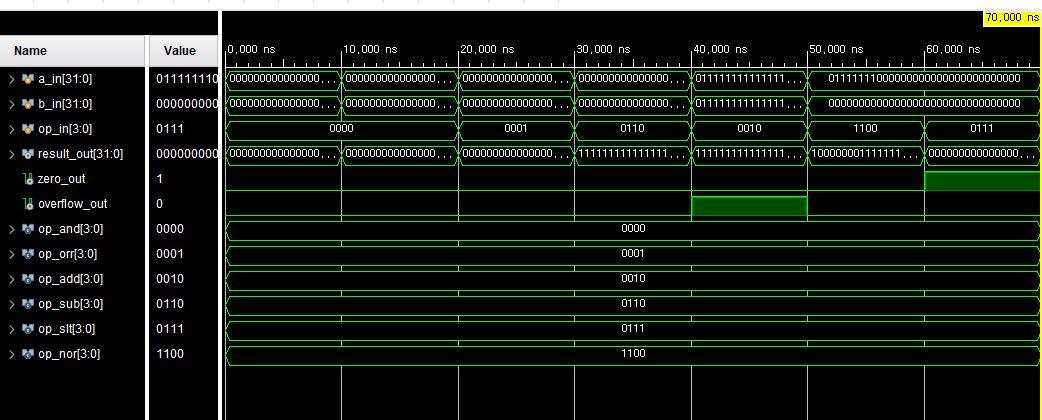 70,000 ns
Name Value 0,000 ns 10,000 ns 20,000 ns 30,000 ns 40,000 ns 50,000 ns 60,000 ns
a_in[31:0] 011111110 000000000000000... 000000000000000... 000000000000000... 000000000000000... 011111111111111... 01111111000000000000000000000000
b_in[31:0] 000000000 000000000000000... 000000000000000... 000000000000000... 000000000000000... 011111111111111... 00000000000000000000000000000000
op_in[3:0] 0111 0000 0001 0110 0010 1100 0111
result_out[31:0] 000000000 000000000000000... 000000000000000... 000000000000000... 111111111111111... 111111111111111... 100000001111111... 000000000000000...
zero_out 1
overflow_out 0
op_and[3:0] 0000 0000
op_orr[3:0] 0001 0001
op_add[3:0] 0010 0010
op_sub[3:0] 0110 0110
op_slt[3:0] 0111 0111
op_nor[3:0] 1100 1100